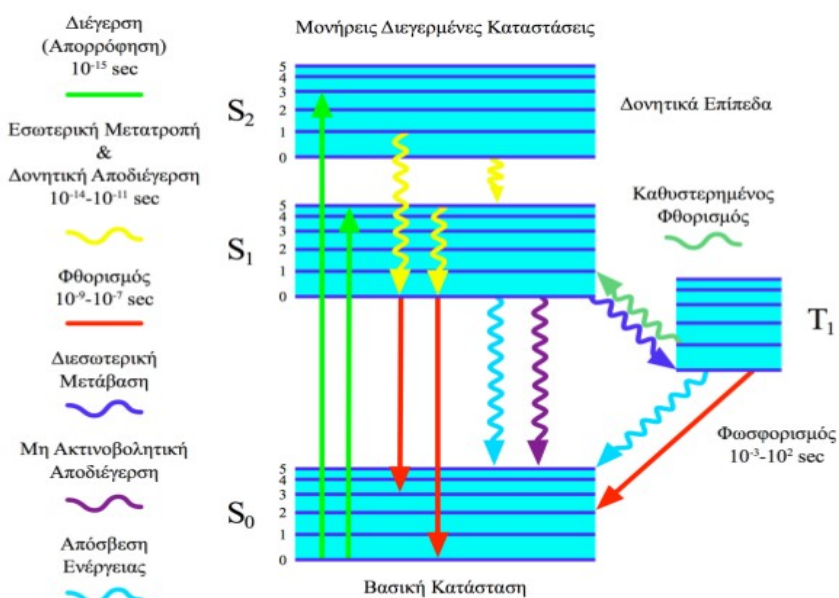 Διέγερση
(Απορρόφηση)
10⁻¹⁵ sec
Εσωτερική Μετατροπή
&
Δονητική Αποδιέγερση
10⁻¹⁴-10⁻¹¹ sec
Φθορισμός
10⁻⁹-10⁻⁷ sec
Διεσωτερική
Μετάβαση
Μη Ακτινοβολητική
Αποδιέγερση
Απόσβεση
Ενέργειας
Μονήρεις Διεγερμένες Καταστάσεις
S₂
5
4
3
2
1
0
Δονητικά Επίπεδα
S₁
5
4
3
2
1
0
Καθυστερημένος
Φθορισμός
T₁
Φωσφορισμός
10⁻³-10² sec
S₀
5
4
3
2
1
0
Βασική Κατάσταση